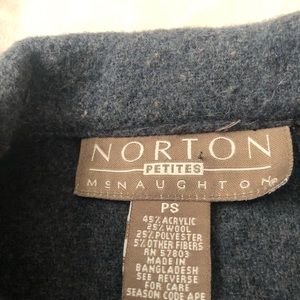 NORTON
PETITES
McNAUGHTON
PS
45% ACRYLIC
25% WOOL
25% POLYESTER
5% OTHER FIBERS
RN 57803
MADE IN
BANGLADESH
SEE REVERSE
FOR CARE
SEASON CODE APE